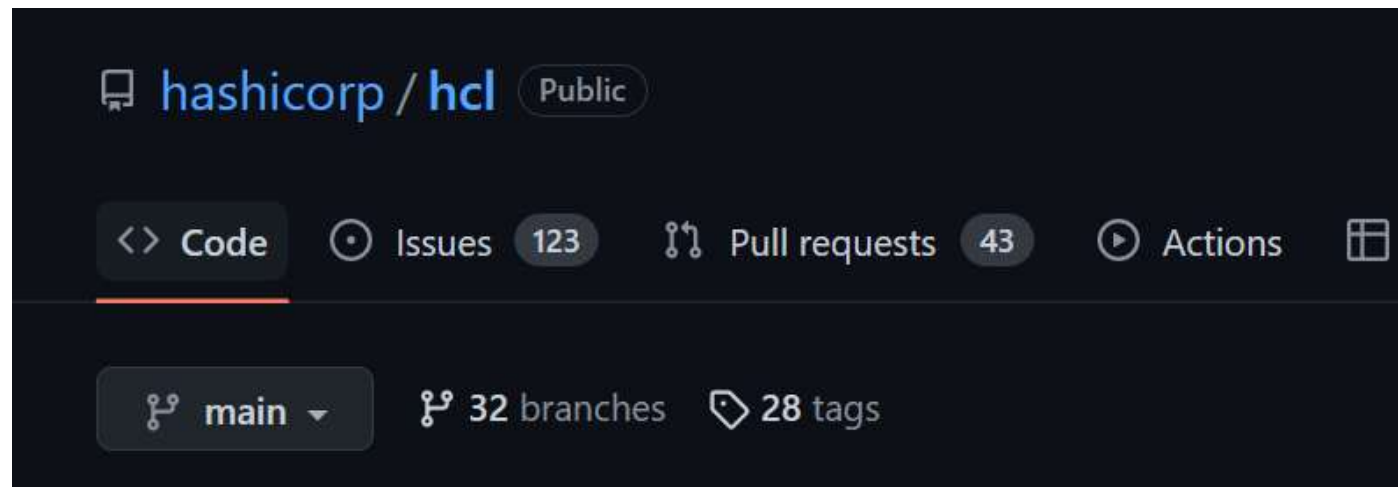 hashicorp / hcl Public
<> Code Issues 123 Pull requests 43 Actions
main 32 branches 28 tags